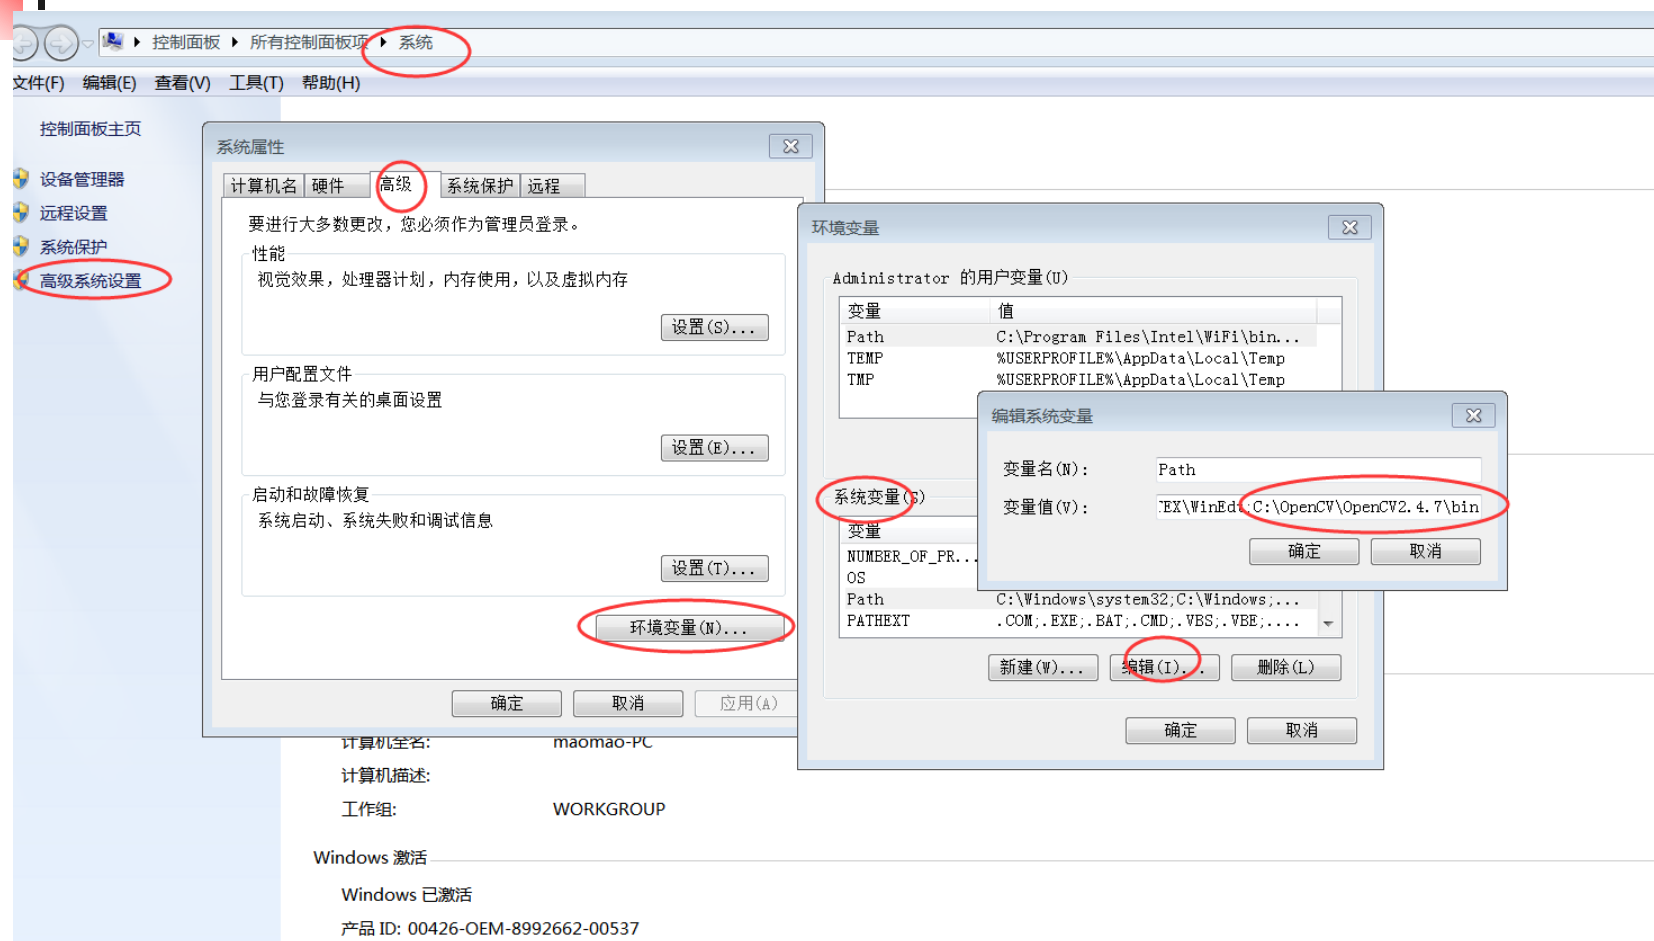 控制面板 ▶ 所有控制面板项 ▶ 系统
文件(F) 编辑(E) 查看(V) 工具(T) 帮助(H)
控制面板主页
设备管理器
远程设置
系统保护
高级系统设置
系统属性
计算机名 硬件 高级 系统保护 远程
要进行大多数更改，您必须作为管理员登录。
性能
视觉效果，处理器计划，内存使用，以及虚拟内存
设置(S)...
用户配置文件
与您登录有关的桌面设置
设置(E)...
启动和故障恢复
系统启动、系统失败和调试信息
设置(T)...
环境变量(N)...
确定 取消 应用(A)
环境变量
Administrator 的用户变量(U)
变量 值
Path C:\Program Files\Intel\WiFi\bin...
TEMP %USERPROFILE%\AppData\Local\Temp
TMP %USERPROFILE%\AppData\Local\Temp
系统变量(S)
变量
NUMBER_OF_PR...
OS
Path C:\Windows\system32;C:\Windows;...
PATHEXT .COM;.EXE;.BAT;.CMD;.VBS;.VBE;....
新建(W)... 编辑(I)... 删除(L)
确定 取消
编辑系统变量
变量名(N): Path
变量值(V): EX\WinEdt;C:\OpenCV\OpenCV2.4.7\bin
确定 取消
计算机全名: maomao-PC
计算机描述:
工作组: WORKGROUP
Windows 激活
Windows 已激活
产品 ID: 00426-OEM-8992662-00537